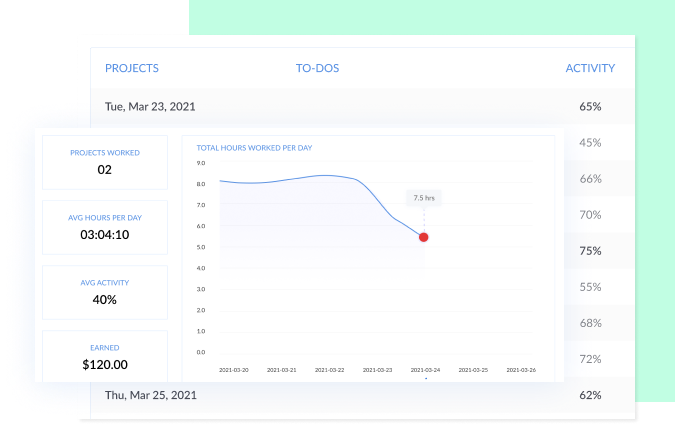 PROJECTS TO-DOS ACTIVITY
Tue, Mar 23, 2021 65%
45%
66%
70%
75%
55%
68%
72%
Thu, Mar 25, 2021 62%
PROJECTS WORKED
02
AVG HOURS PER DAY
03:04:10
AVG ACTIVITY
40%
EARNED
$120.00
TOTAL HOURS WORKED PER DAY
9.0
8.0
7.0
6.0
5.0
4.0
3.0
2.0
1.0
0.0
7.5 hrs
2021-03-20 2021-03-21 2021-03-22 2021-03-23 2021-03-24 2021-03-25 2021-03-26